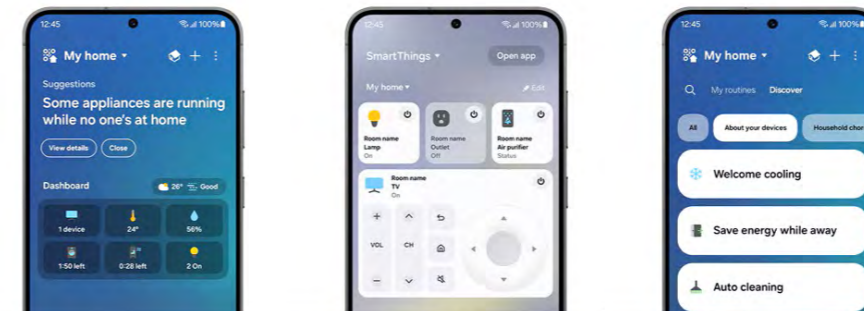 12:45
100%
My home
Suggestions
Some appliances are running
while no one's at home
View details
Close
Dashboard
26° Good
1 device
24°
56%
1:50 left
0:28 left
2 On
12:45
100%
SmartThings
Open app
My home
Edit
Room name
Lamp
On
Room name
Outlet
Off
Room name
Air purifier
Status
Room name
TV
On
VOL
CH
12:45
100%
My home
My routines
Discover
All
About your devices
Household chor
Welcome cooling
Save energy while away
Auto cleaning